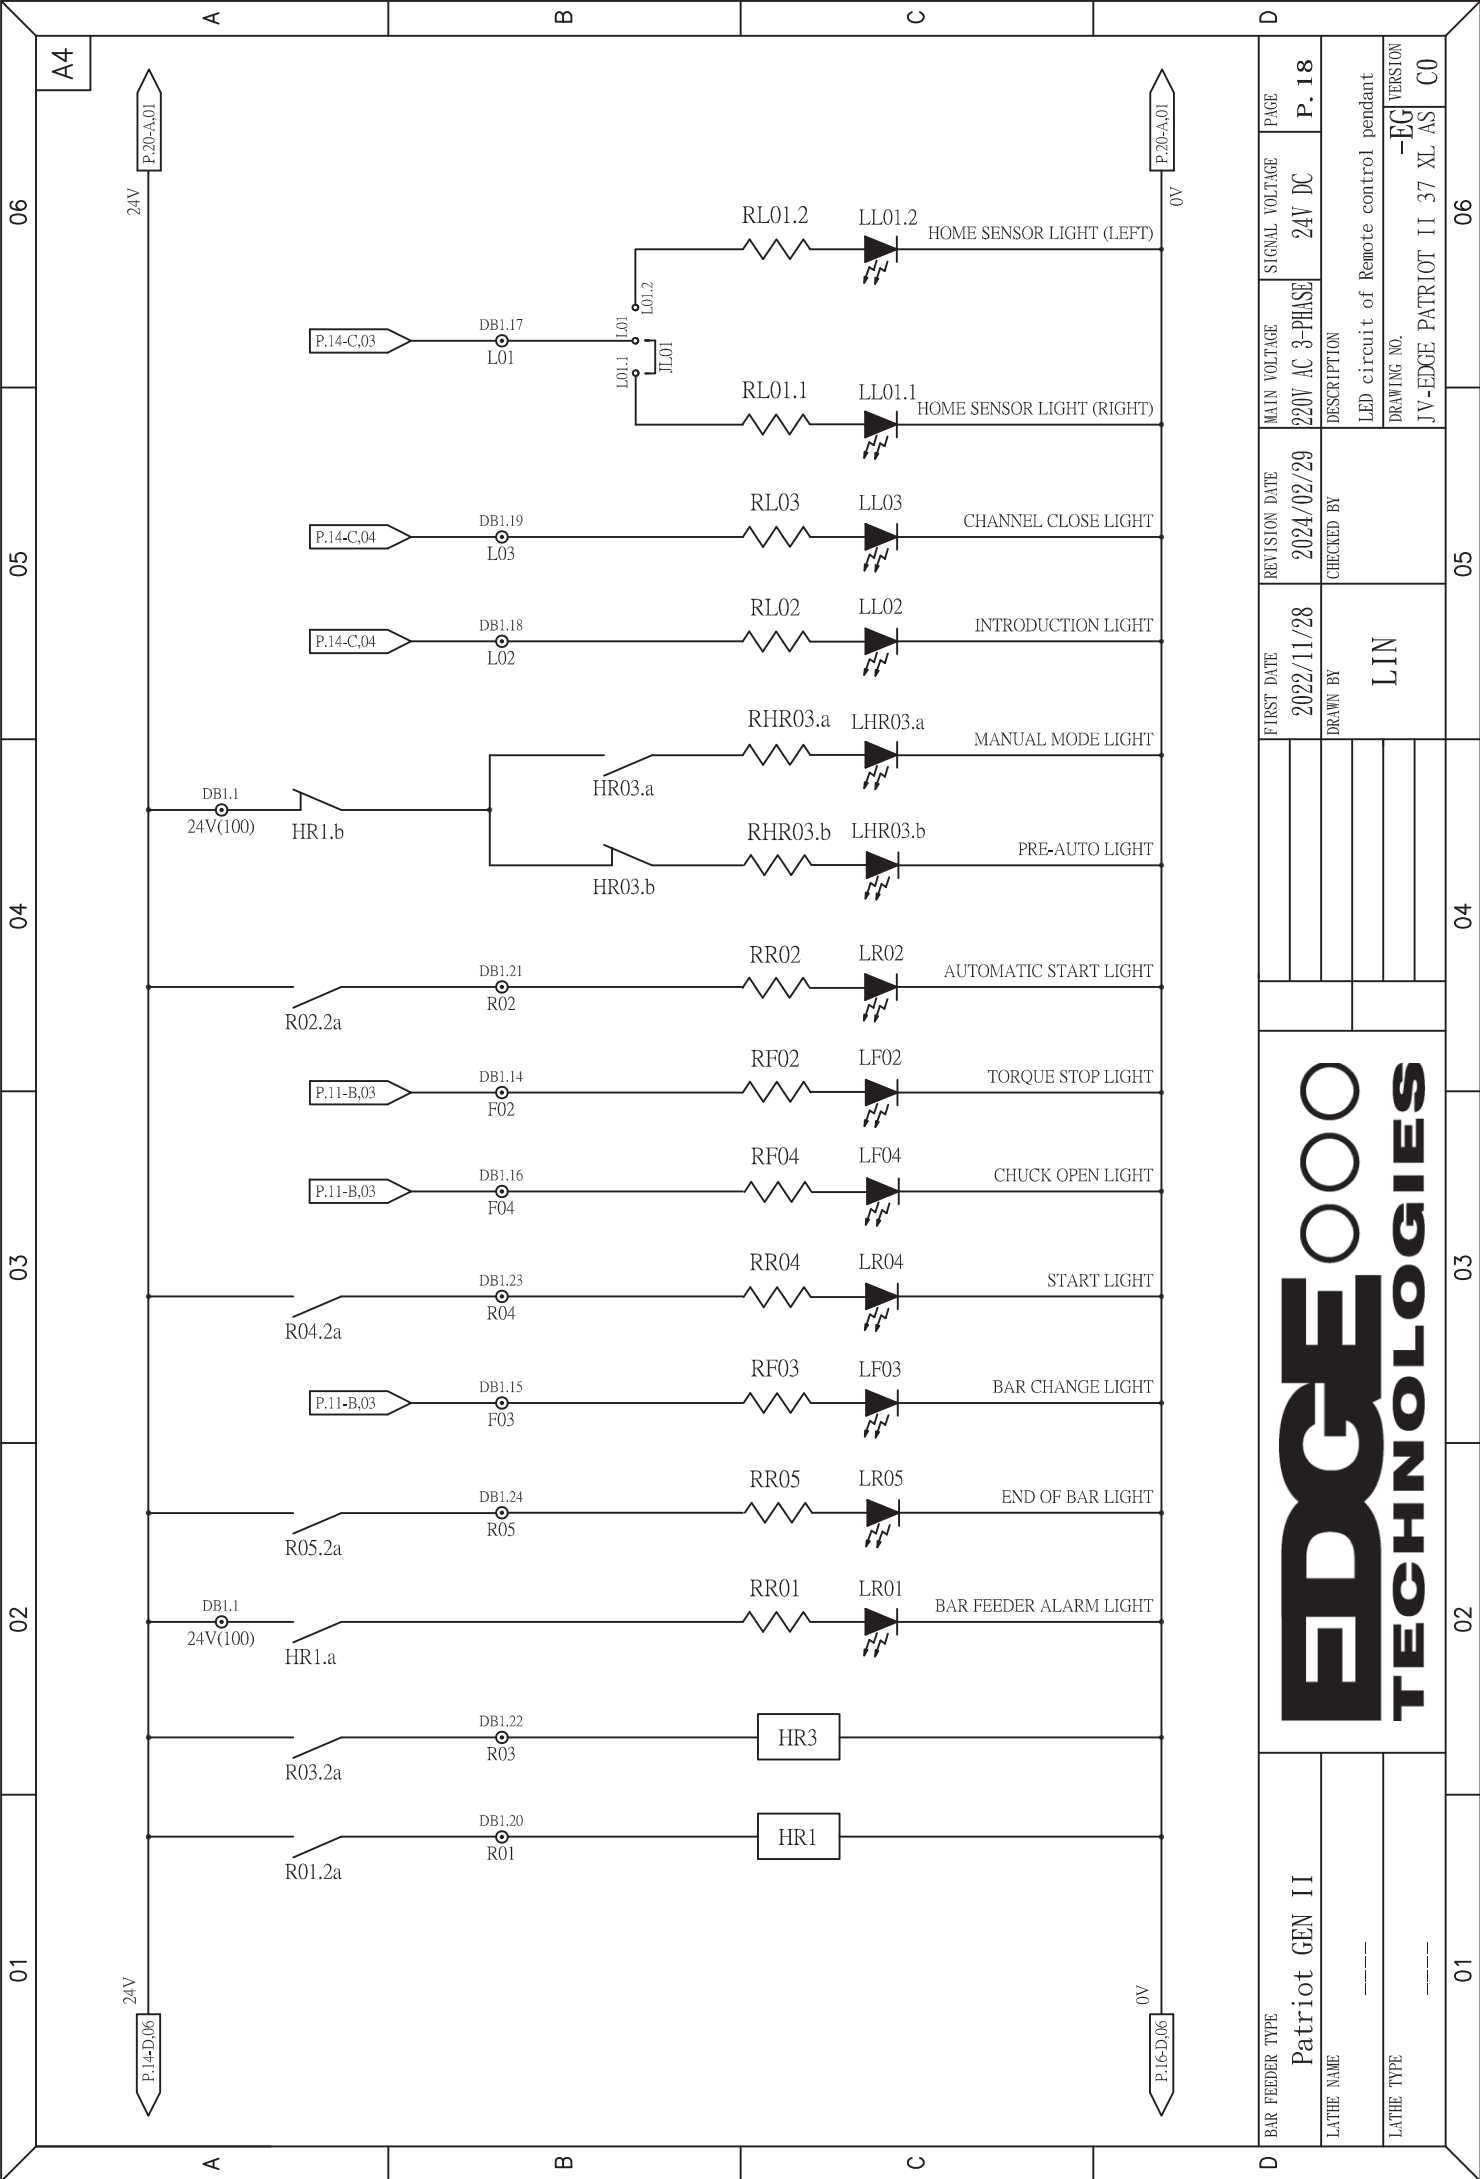 A
B
C
D
A4
06
05
04
03
02
01
24V
P.20-A,01
0V
P.20-A,01
P.14-C,03
DB1.17
L01
L01.1
L01
L01.2
JL01
RL01.2
LL01.2
HOME SENSOR LIGHT (LEFT)
RL01.1
LL01.1
HOME SENSOR LIGHT (RIGHT)
P.14-C,04
DB1.19
L03
RL03
LL03
CHANNEL CLOSE LIGHT
P.14-C,04
DB1.18
L02
RL02
LL02
INTRODUCTION LIGHT
DB1.1
24V(100)
HR1.b
HR03.a
RHR03.a
LHR03.a
MANUAL MODE LIGHT
HR03.b
RHR03.b
LHR03.b
PRE-AUTO LIGHT
R02.2a
DB1.21
R02
RR02
LR02
AUTOMATIC START LIGHT
P.11-B,03
DB1.14
F02
RF02
LF02
TORQUE STOP LIGHT
P.11-B,03
DB1.16
F04
RF04
LF04
CHUCK OPEN LIGHT
R04.2a
DB1.23
R04
RR04
LR04
START LIGHT
P.11-B,03
DB1.15
F03
RF03
LF03
BAR CHANGE LIGHT
R05.2a
DB1.24
R05
RR05
LR05
END OF BAR LIGHT
DB1.1
24V(100)
HR1.a
RR01
LR01
BAR FEEDER ALARM LIGHT
R03.2a
DB1.22
R03
HR3
R01.2a
DB1.20
R01
HR1
24V
P.14-D,06
0V
P.16-D,06
BAR FEEDER TYPE
Patriot GEN II
LATHE NAME
----
LATHE TYPE
----
EDGE
TECHNOLOGIES
FIRST DATE
2022/11/28
REVISION DATE
2024/02/29
MAIN VOLTAGE
220V AC 3-PHASE
SIGNAL VOLTAGE
24V DC
PAGE
P. 18
DRAWN BY
LIN
CHECKED BY
DESCRIPTION
LED circuit of Remote control pendant
DRAWING NO.
-EG
JV-EDGE PATRIOT II 37 XL AS
VERSION
C0
A
B
C
D
06
05
04
03
02
01